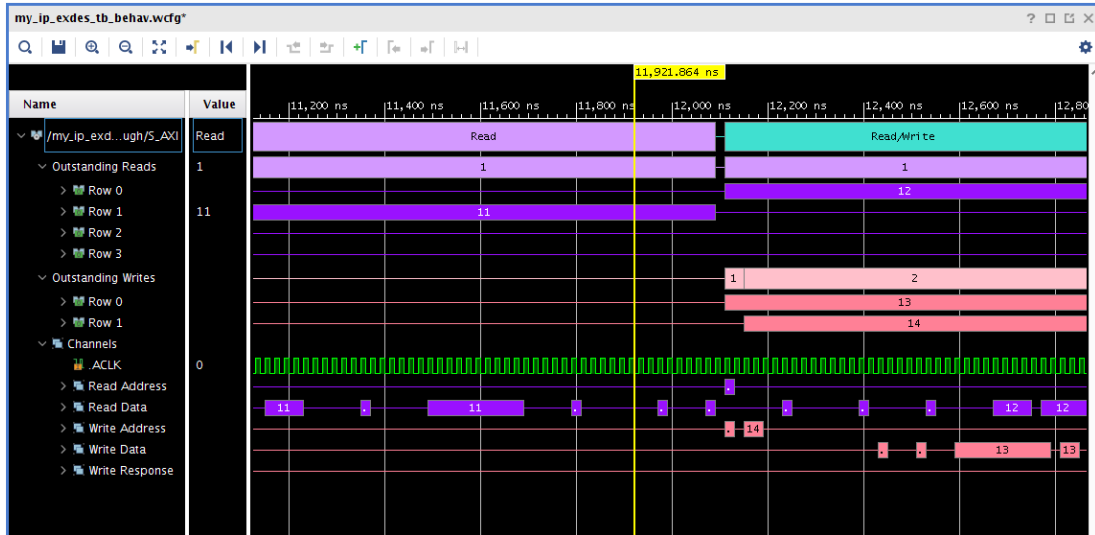 my_ip_exdes_tb_behav.wcfg*
11,921.864 ns
Name Value
11,200 ns 11,400 ns 11,600 ns 11,800 ns 12,000 ns 12,200 ns 12,400 ns 12,600 ns 12,80
/my_ip_exd...ugh/S_AXI Read Read Read/Write
Outstanding Reads 1 1 1
Row 0 12
Row 1 11 11
Row 2
Row 3
Outstanding Writes 1 2
Row 0 13
Row 1 14
Channels
.ACLK 0
Read Address .
Read Data 11 . 11 . . . . . . 12 12
Write Address . 14
Write Data . . 13 13
Write Response